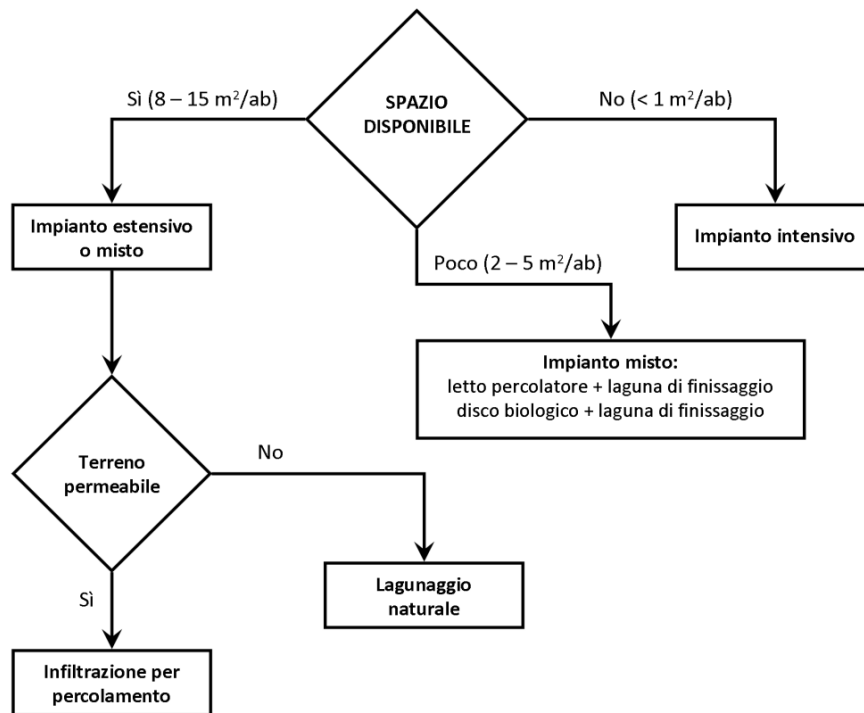 SPAZIO
DISPONIBILE
Sì (8 – 15 m²/ab)
No (< 1 m²/ab)
Impianto estensivo
o misto
Impianto intensivo
Poco (2 – 5 m²/ab)
Impianto misto:
letto percolatore + laguna di finissaggio
disco biologico + laguna di finissaggio
Terreno
permeabile
No
Lagunaggio
naturale
Sì
Infiltrazione per
percolamento